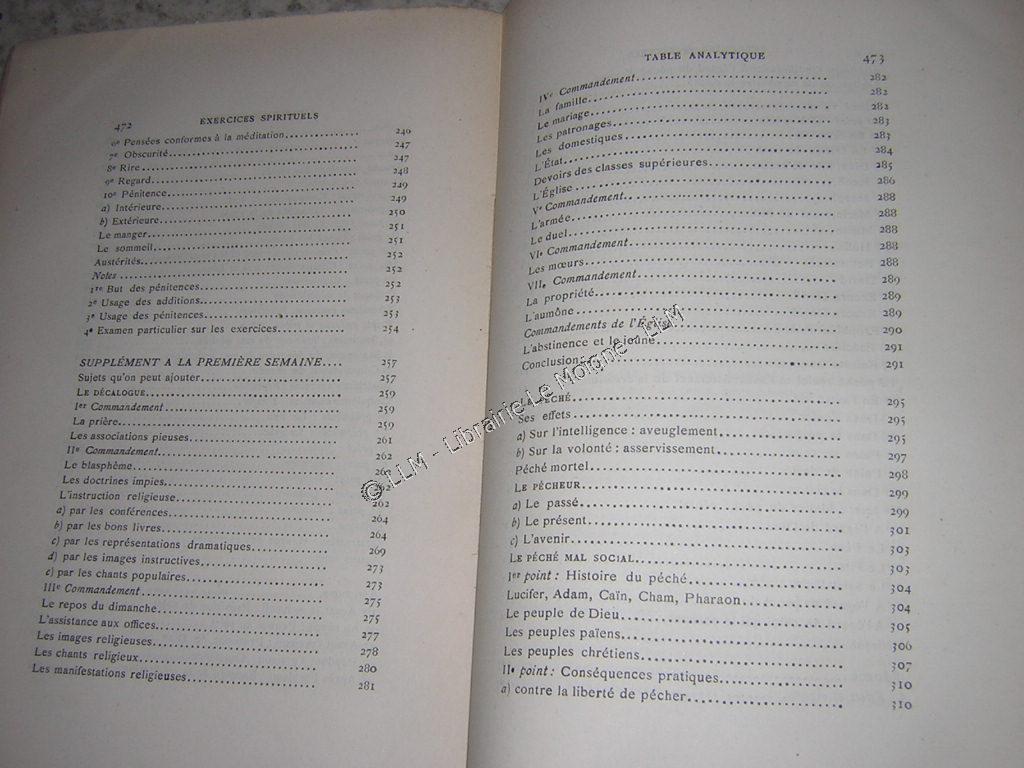 472 EXERCICES SPIRITUELS
6e Pensées conformes à la méditation 246
7e Obscurité 247
8e Rire 247
9e Regard 248
10e Pénitence 249
a) Intérieure 249
b) Extérieure 250
Le manger 251
Le sommeil 251
Austérités 252
Notes 252
1re But des pénitences 252
2e Usage des additions 253
3e Usage des pénitences 253
4e Examen particulier sur les exercices 254
SUPPLÉMENT A LA PREMIÈRE SEMAINE 257
Sujets qu'on peut ajouter 257
LE DÉCALOGUE 259
Ier Commandement 259
La prière 259
Les associations pieuses 261
IIe Commandement 262
Le blasphème 262
Les doctrines impies 262
L'instruction religieuse 262
a) par les conférences 264
b) par les bons livres 264
c) par les représentations dramatiques 269
d) par les images instructives 273
e) par les chants populaires 273
IIIe Commandement 275
Le repos du dimanche 275
L'assistance aux offices 277
Les images religieuses 278
Les chants religieux 280
Les manifestations religieuses 281
TABLE ANALYTIQUE 473
IVe Commandement 282
La famille 282
Le mariage 282
Les patronages 283
Les domestiques 283
L'État 284
Devoirs des classes supérieures 285
L'Église 286
Ve Commandement 288
L'armée 288
Le duel 288
VIe Commandement 288
Les mœurs 288
VIIe Commandement 289
La propriété 289
L'aumône 289
Commandements de l'Église 290
L'abstinence et le jeûne 291
Conclusions 291
LE PÉCHÉ 295
Ses effets 295
a) Sur l'intelligence : aveuglement 295
b) Sur la volonté : asservissement 297
Péché mortel 298
LE PÉCHEUR 299
a) Le passé 299
b) Le présent 301
c) L'avenir 303
LE PÉCHÉ MAL SOCIAL 303
Ier point : Histoire du péché 304
Lucifer, Adam, Caïn, Cham, Pharaon 304
Le peuple de Dieu 305
Les peuples païens 306
Les peuples chrétiens 307
IIe point : Conséquences pratiques 310
a) contre la liberté de pécher 310
© LLM - Librairie Le Moigne - LLM